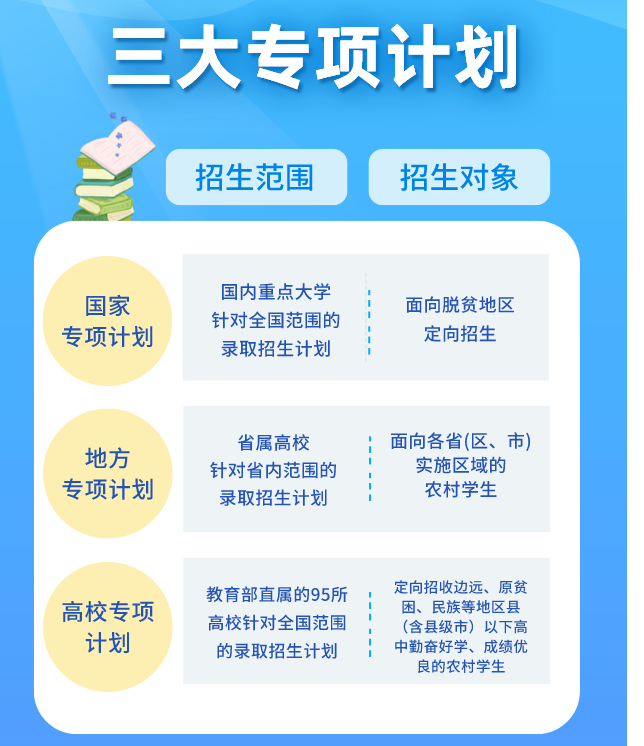 三大专项计划
招生范围
招生对象
国家
专项计划
国内重点大学
针对全国范围的
录取招生计划
面向脱贫地区
定向招生
地方
专项计划
省属高校
针对省内范围的
录取招生计划
面向各省(区、市)
实施区域的
农村学生
高校专项
计划
教育部直属的95所
高校针对全国范围
的录取招生计划
定向招收边远、原贫
困、民族等地区县
（含县级市）以下高
中勤奋好学、成绩优
良的农村学生